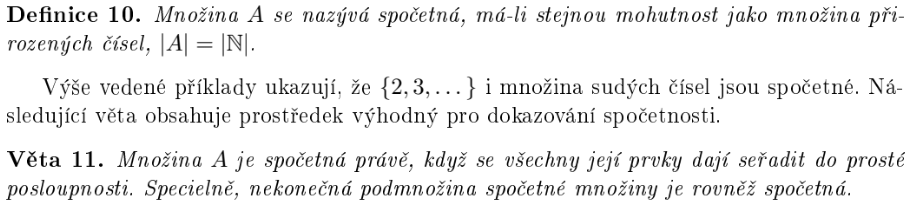 Definice 10. Množina A se nazývá spočetná, má-li stejnou mohutnost jako množina při-
rozených čísel, |A| = |ℕ|.
Výše vedené příklady ukazují, že {2, 3, . . . } i množina sudých čísel jsou spočetné. Ná-
sledující věta obsahuje prostředek výhodný pro dokazování spočetnosti.
Věta 11. Množina A je spočetná právě, když se všechny její prvky dají seřadit do prosté
posloupnosti. Specielně, nekonečná podmnožina spočetné množiny je rovněž spočetná.